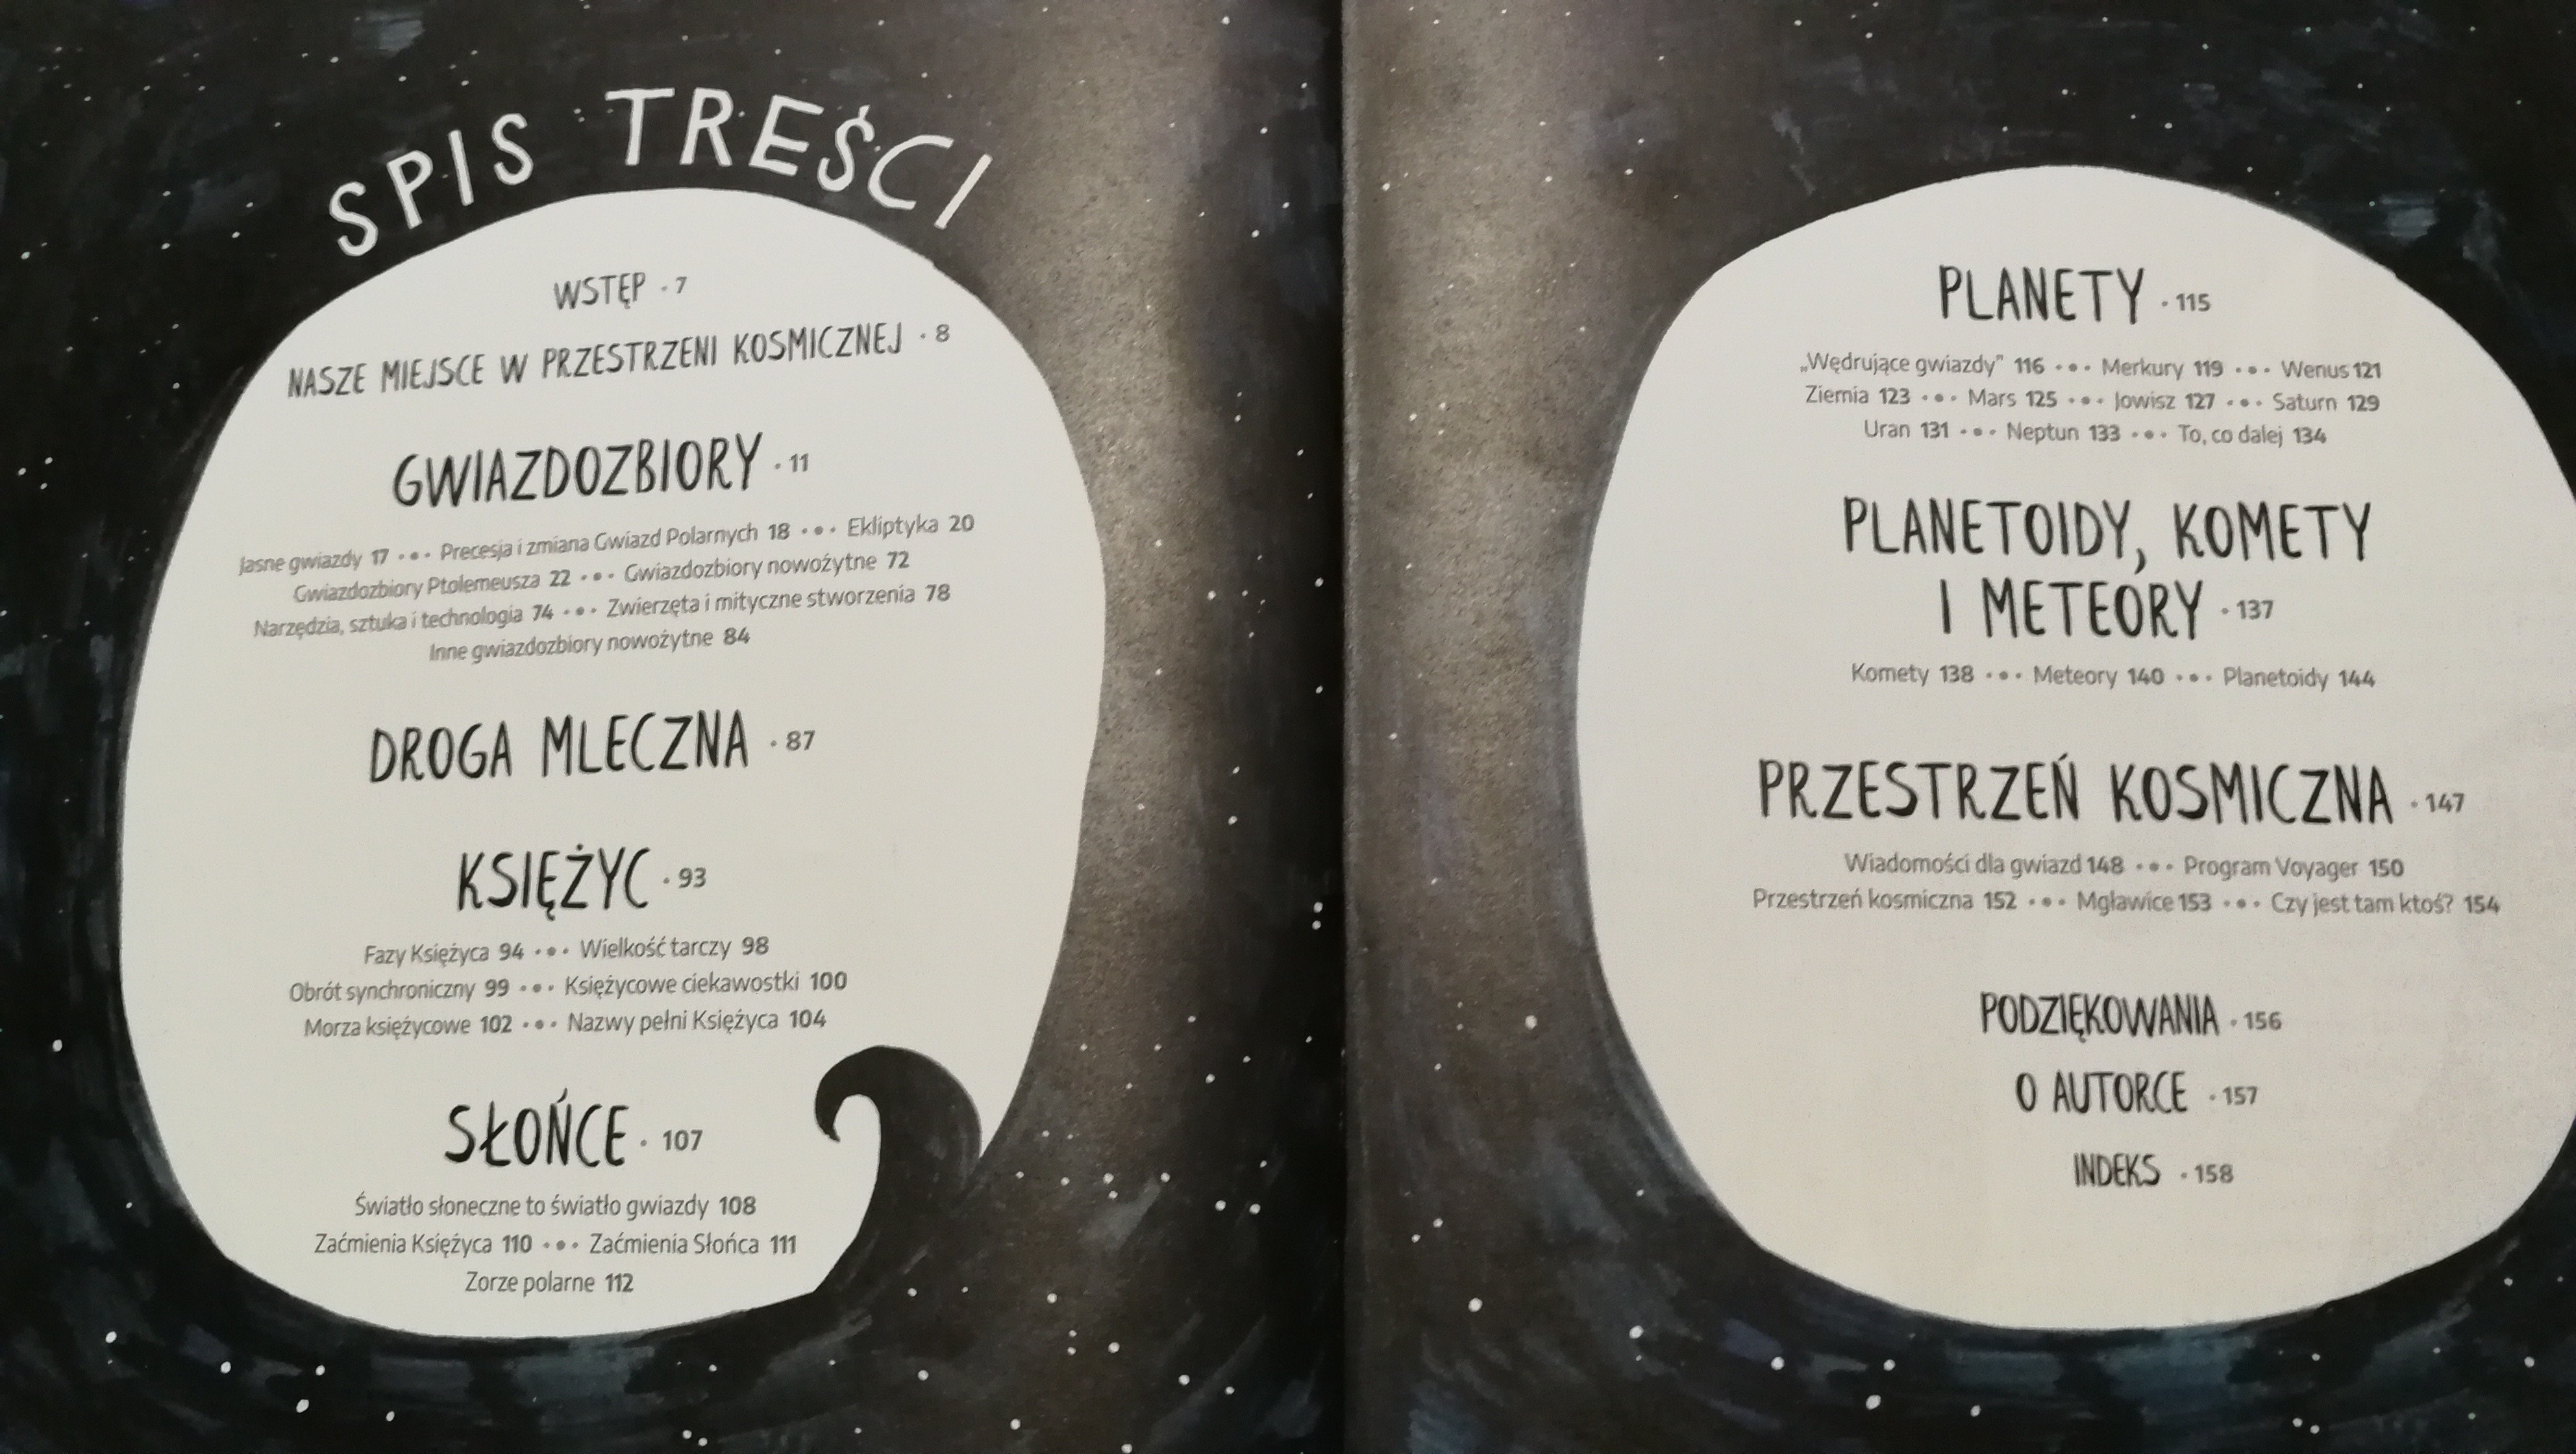 SPIS TREŚCI
WSTĘP · 7
NASZE MIEJSCE W PRZESTRZENI KOSMICZNEJ · 8
GWIAZDOZBIORY · 11
Jasne gwiazdy 17 ··· Precesja i zmiana Gwiazd Polarnych 18 ··· Ekliptyka 20
Gwiazdozbiory Ptolemeusza 22 ··· Gwiazdozbiory nowożytne 72
Narzędzia, sztuka i technologia 74 ··· Zwierzęta i mityczne stworzenia 78
Inne gwiazdozbiory nowożytne 84
DROGA MLECZNA · 87
KSIĘŻYC · 93
Fazy Księżyca 94 ··· Wielkość tarczy 98
Obrót synchroniczny 99 ··· Księżycowe ciekawostki 100
Morza księżycowe 102 ··· Nazwy pełni Księżyca 104
SŁOŃCE · 107
Światło słoneczne to światło gwiazdy 108
Zaćmienia Księżyca 110 ··· Zaćmienia Słońca 111
Zorze polarne 112
PLANETY · 115
„Wędrujące gwiazdy” 116 ··· Merkury 119 ··· Wenus 121
Ziemia 123 ··· Mars 125 ··· Jowisz 127 ··· Saturn 129
Uran 131 ··· Neptun 133 ··· To, co dalej 134
PLANETOIDY, KOMETY
I METEORY · 137
Komety 138 ··· Meteory 140 ··· Planetoidy 144
PRZESTRZEŃ KOSMICZNA · 147
Wiadomości dla gwiazd 148 ··· Program Voyager 150
Przestrzeń kosmiczna 152 ··· Mgławice 153 ··· Czy jest tam ktoś? 154
PODZIĘKOWANIA · 156
O AUTORCE · 157
INDEKS · 158